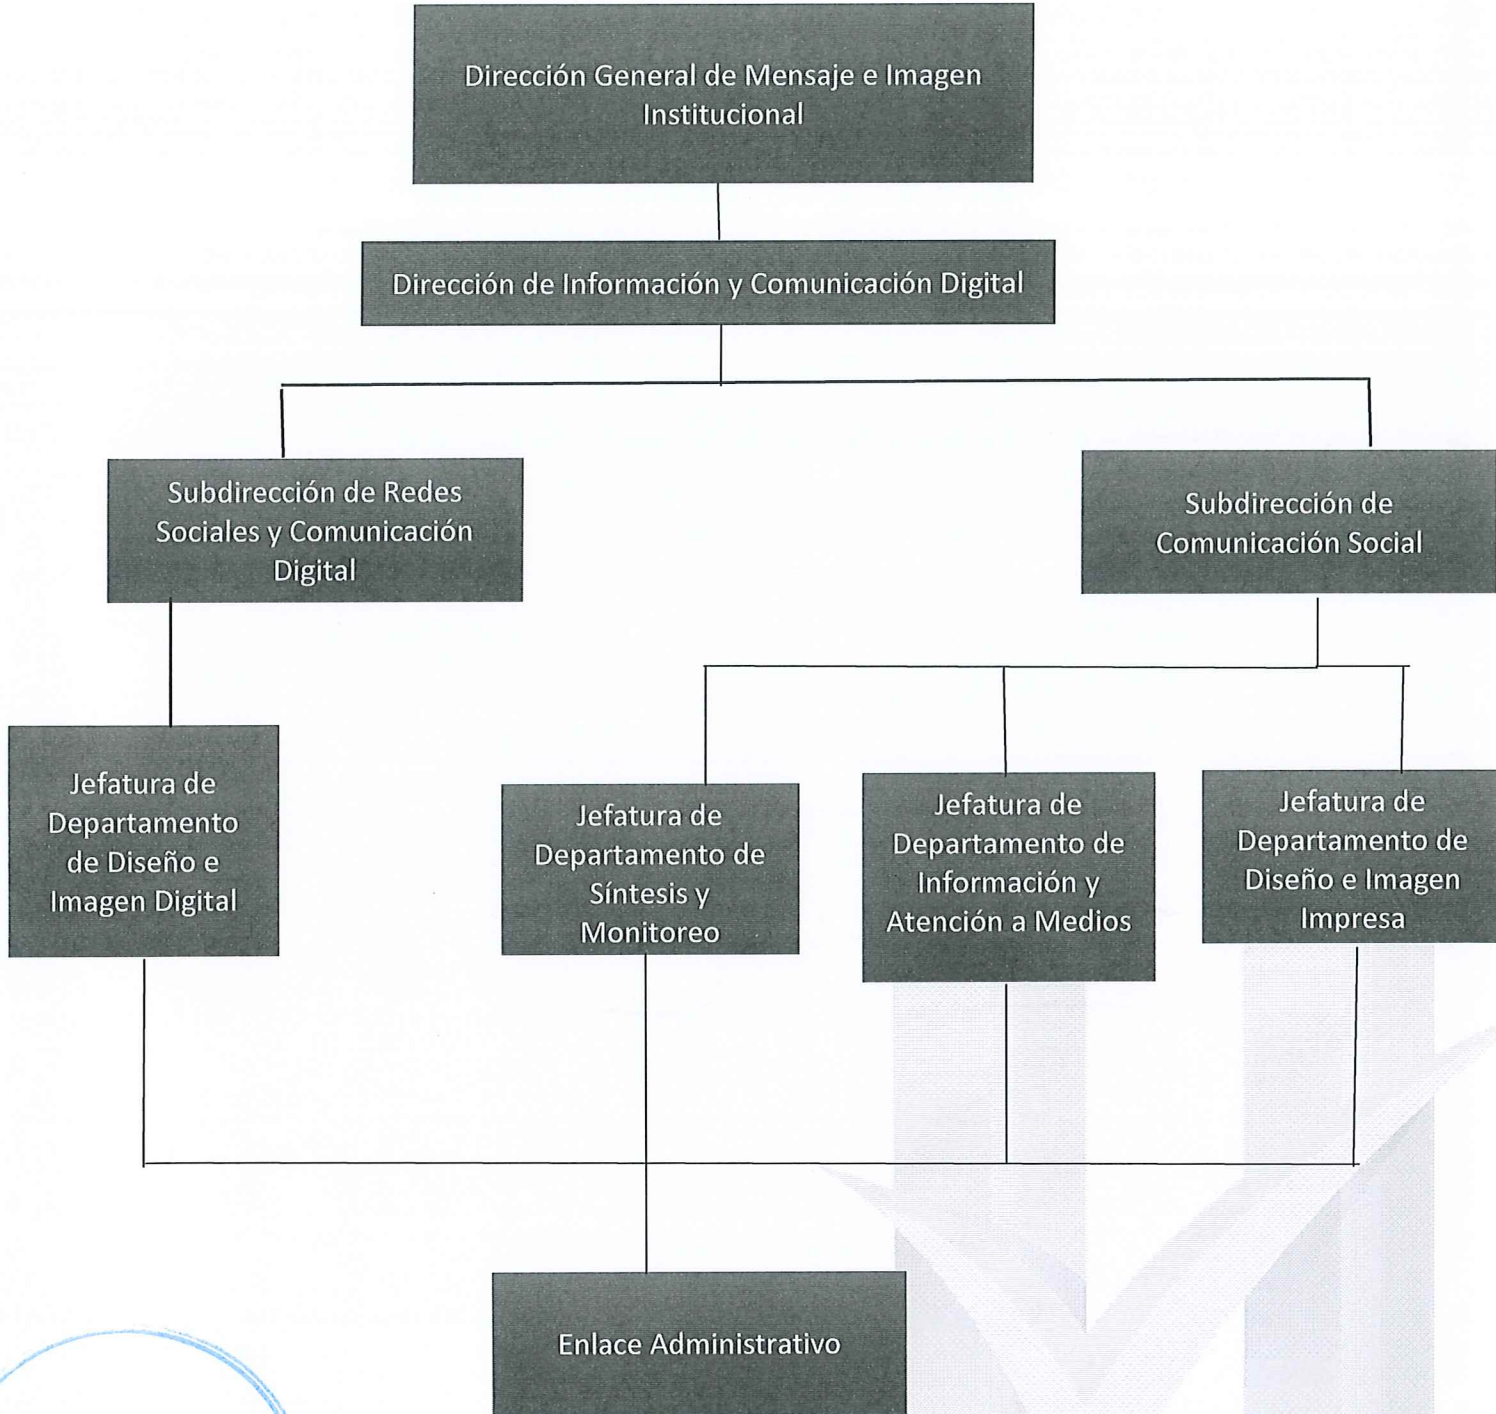 Dirección General de Mensaje e Imagen
Institucional
Dirección de Información y Comunicación Digital
Subdirección de Redes
Sociales y Comunicación
Digital
Subdirección de
Comunicación Social
Jefatura de
Departamento
de Diseño e
Imagen Digital
Jefatura de
Departamento de
Síntesis y
Monitoreo
Jefatura de
Departamento de
Información y
Atención a Medios
Jefatura de
Departamento de
Diseño e Imagen
Impresa
Enlace Administrativo